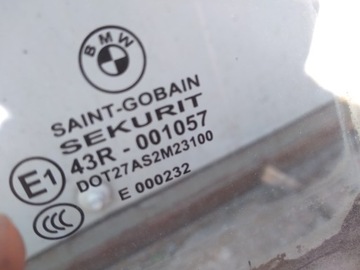 BMW
SAINT-GOBAIN
SEKURIT
E1
43R - 001057
DOT27AS2M23100
E 000232
CCC